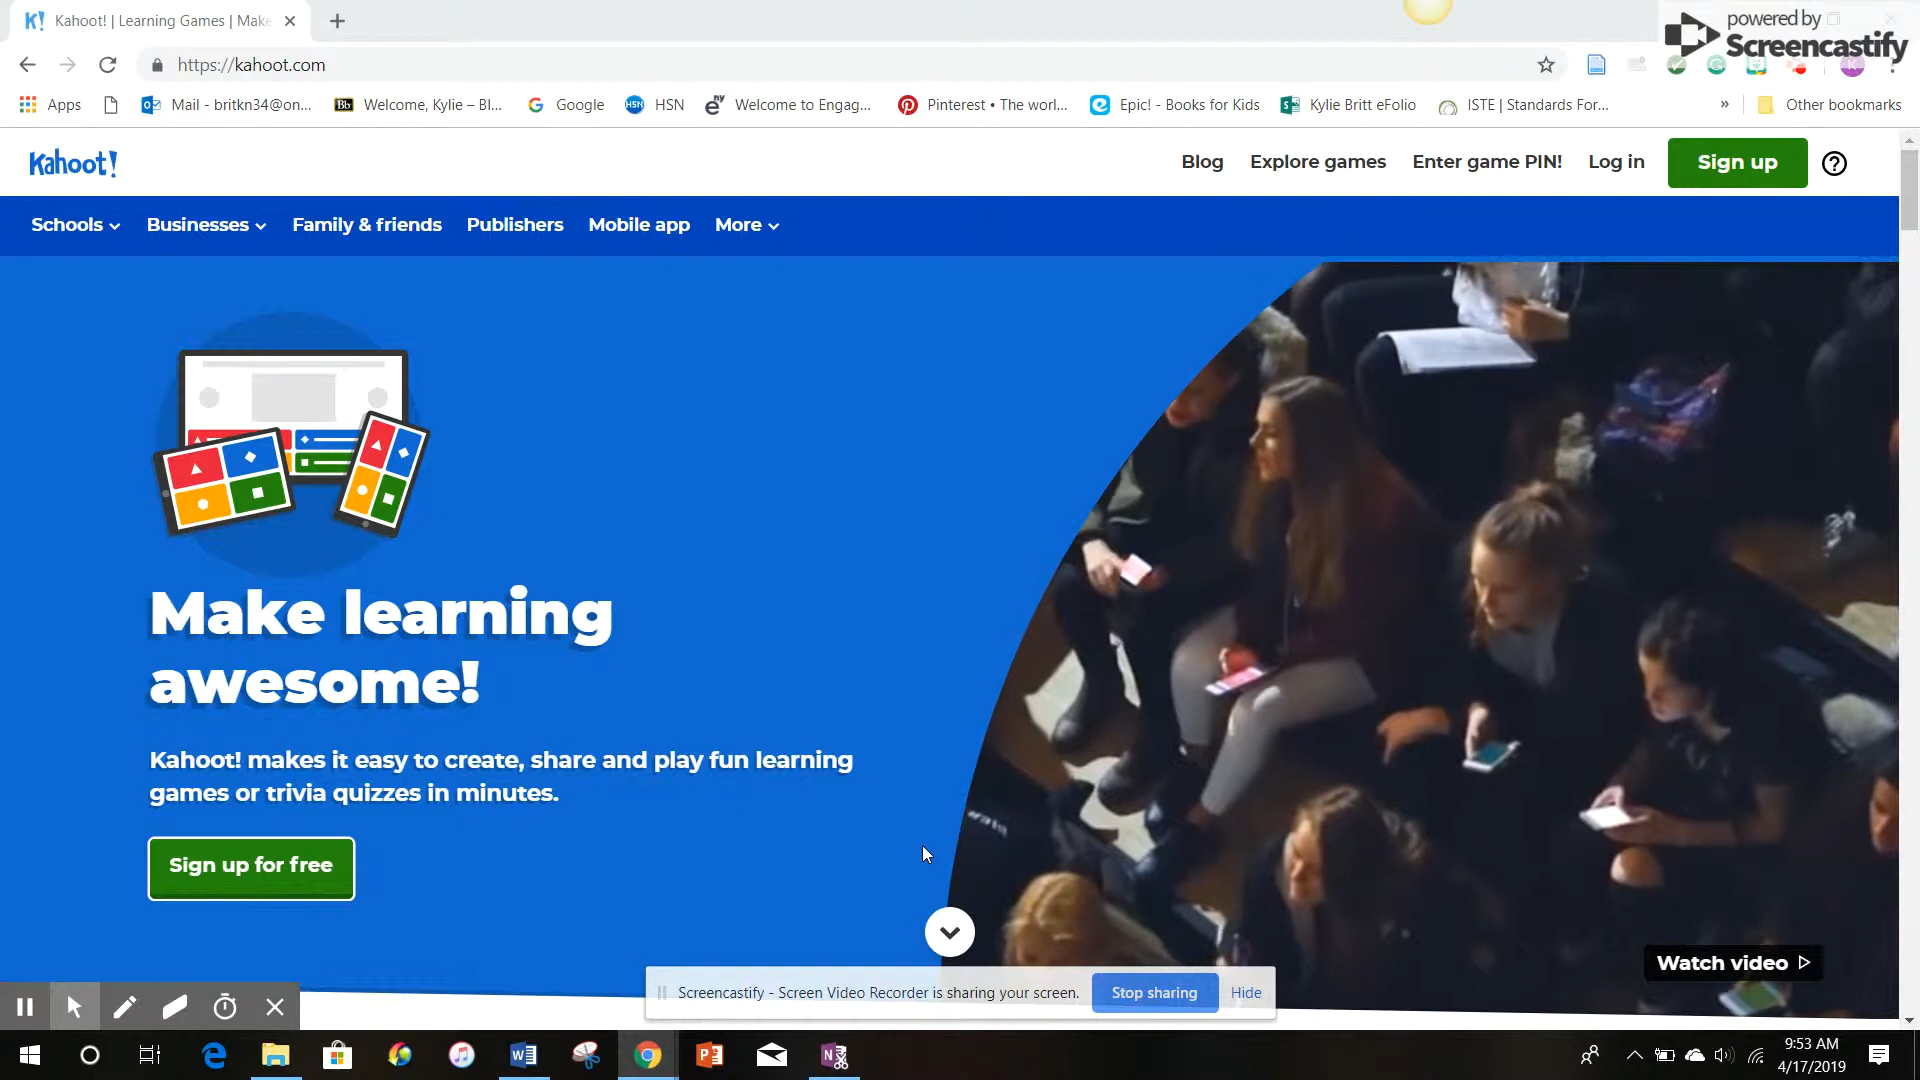 Kahoot! | Learning Games | Make
powered by
Screencastify
https://kahoot.com
Apps
Mail - britkn34@on...
Bb
Welcome, Kylie – Bl...
Google
HSN
HSN
Welcome to Engag...
Pinterest • The worl...
Epic! - Books for Kids
Kylie Britt eFolio
ISTE | Standards For...
»
Other bookmarks
Kahoot!
Blog
Explore games
Enter game PIN!
Log in
Sign up
Schools
Businesses
Family & friends
Publishers
Mobile app
More
Make learning
awesome!
Kahoot! makes it easy to create, share and play fun learning
games or trivia quizzes in minutes.
Sign up for free
Watch video
Screencastify - Screen Video Recorder is sharing your screen.
Stop sharing
Hide
9:53 AM
4/17/2019